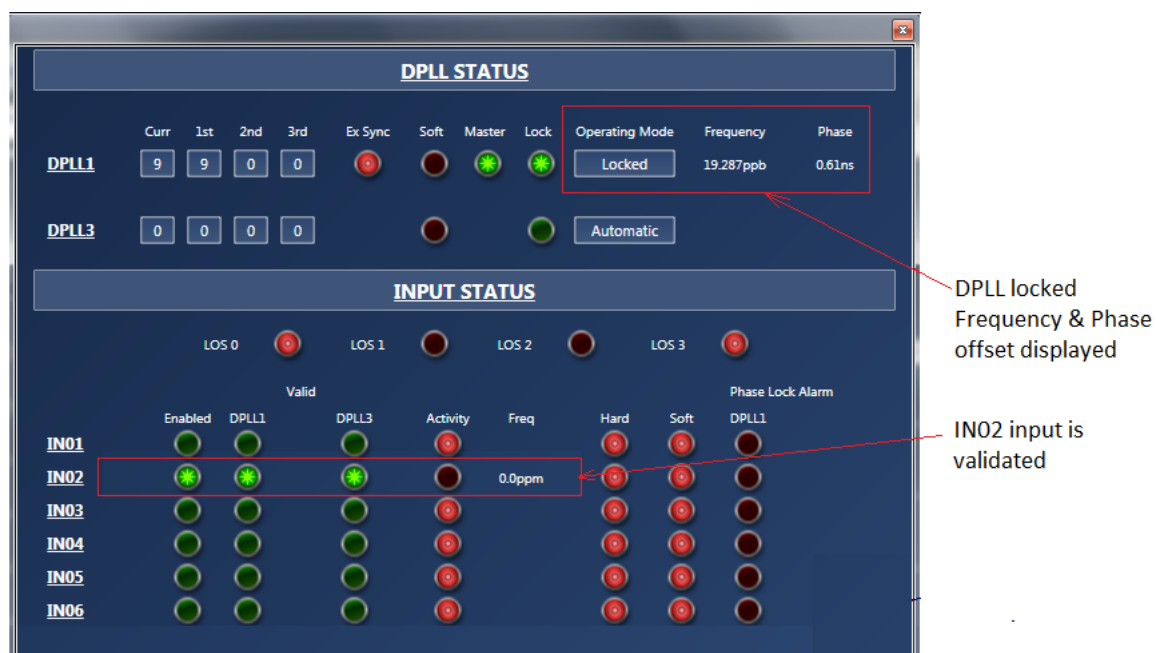 x
DPLL STATUS
Curr 1st 2nd 3rd Ex Sync Soft Master Lock Operating Mode Frequency Phase
DPLL1 9 9 0 0 Locked 19.287ppb 0.61ns
DPLL3 0 0 0 0 Automatic
INPUT STATUS
LOS 0 LOS 1 LOS 2 LOS 3
Valid Phase Lock Alarm
Enabled DPLL1 DPLL3 Activity Freq Hard Soft DPLL1
IN01
IN02 0.0ppm
IN03
IN04
IN05
IN06
DPLL locked
Frequency & Phase
offset displayed
IN02 input is
validated